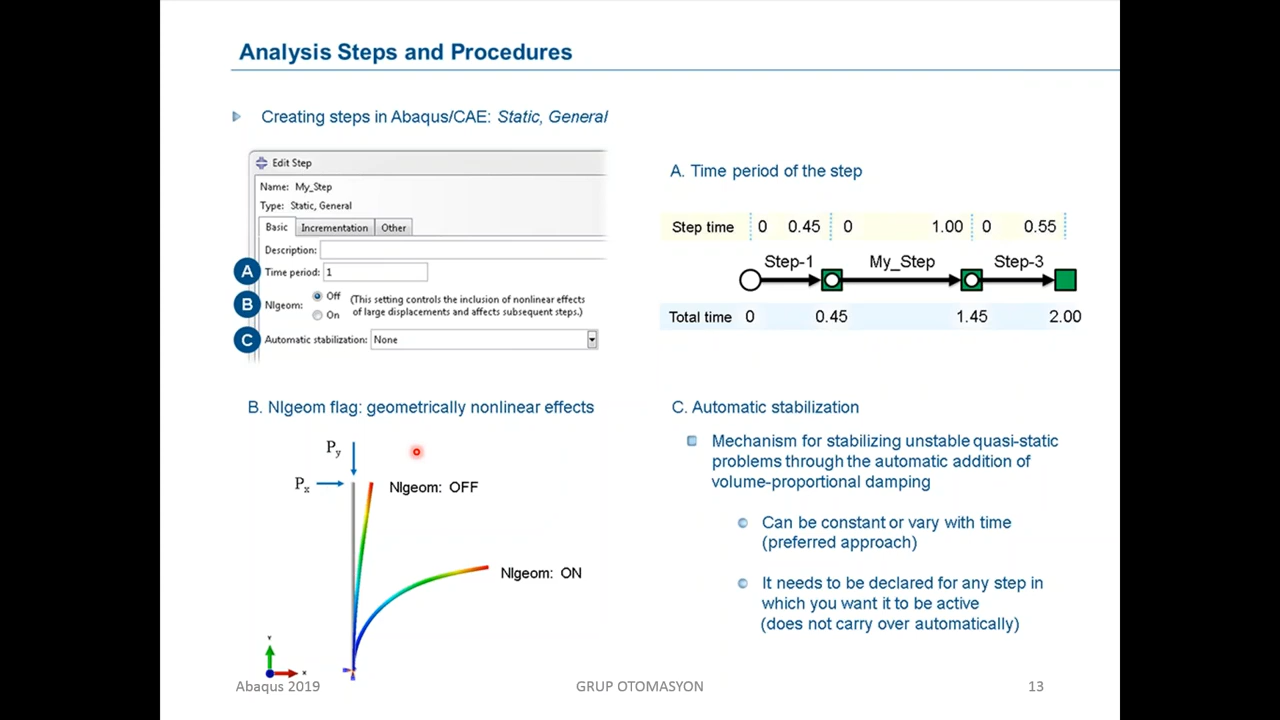 Analysis Steps and Procedures
Creating steps in Abaqus/CAE: Static, General
Edit Step
Name: My_Step
Type: Static, General
Basic Incrementation Other
Description:
A Time period: 1
B Nlgeom: Off (This setting controls the inclusion of nonlinear effects
On of large displacements and affects subsequent steps.)
C Automatic stabilization: None
A. Time period of the step
Step time 0 0.45 0 1.00 0 0.55
Step-1 My_Step Step-3
Total time 0 0.45 1.45 2.00
B. Nlgeom flag: geometrically nonlinear effects
Py
Px
Nlgeom: OFF
Nlgeom: ON
Y
X
C. Automatic stabilization
Mechanism for stabilizing unstable quasi-static
problems through the automatic addition of
volume-proportional damping
Can be constant or vary with time
(preferred approach)
It needs to be declared for any step in
which you want it to be active
(does not carry over automatically)
Abaqus 2019 GRUP OTOMASYON 13